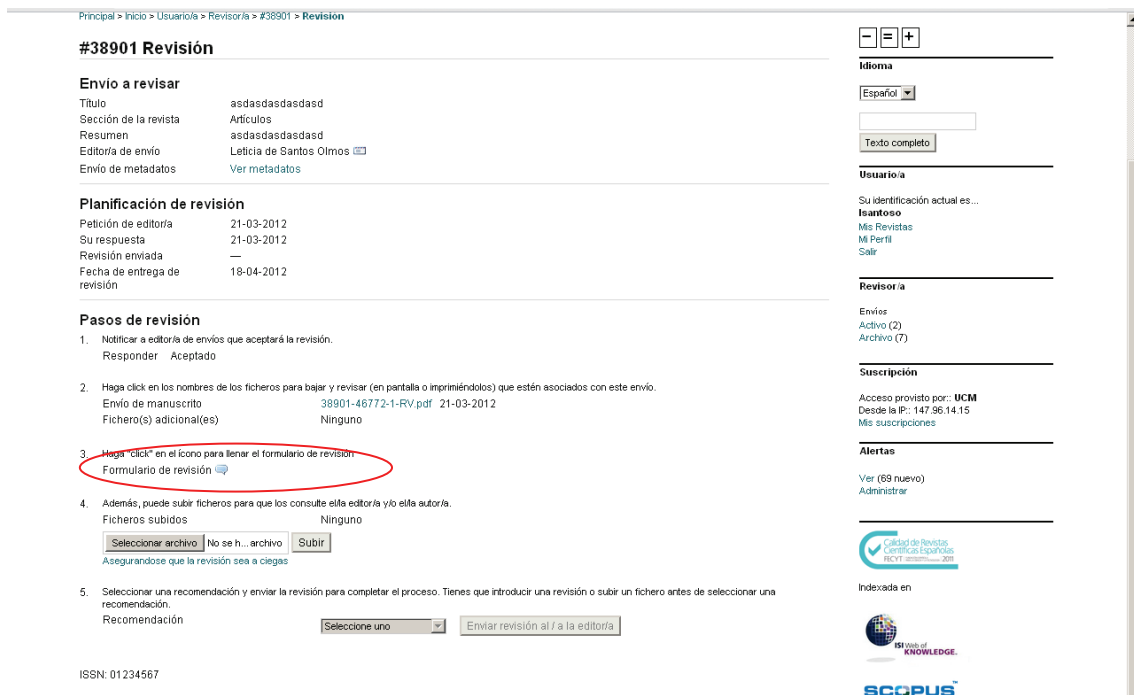 Principal > Inicio > Usuario/a > Revisor/a > #38901 > Revisión
#38901 Revisión
Envío a revisar
Título asdasdasdasdasd
Sección de la revista Artículos
Resumen asdasdasdasdasd
Editor/a de envío Leticia de Santos Olmos
Envío de metadatos Ver metadatos
Planificación de revisión
Petición de editor/a 21-03-2012
Su respuesta 21-03-2012
Revisión enviada —
Fecha de entrega de revisión 18-04-2012
Pasos de revisión
1. Notificar a editor/a de envíos que aceptará la revisión.
Responder Aceptado
2. Haga click en los nombres de los ficheros para bajar y revisar (en pantalla o imprimiéndolos) que estén asociados con este envío.
Envío de manuscrito 38901-46772-1-RV.pdf 21-03-2012
Fichero(s) adicional(es) Ninguno
3. Haga "click" en el ícono para llenar el formulario de revisión
Formulario de revisión
4. Además, puede subir ficheros para que los consulte el/la editor/a y/o el/la autor/a.
Ficheros subidos Ninguno
Seleccionar archivo No se h... archivo Subir
Asegurandose que la revisión sea a ciegas
5. Seleccionar una recomendación y enviar la revisión para completar el proceso. Tienes que introducir una revisión o subir un fichero antes de seleccionar una
recomendación.
Recomendación Seleccione uno Enviar revisión al / a la editor/a
ISSN: 01234567
- = +
Idioma
Español
Texto completo
Usuario/a
Su identificación actual es...
lsantoso
Mis Revistas
Mi Perfil
Salir
Revisor/a
Envíos
Activo (2)
Archivo (7)
Suscripción
Acceso provisto por:: UCM
Desde la IP:: 147.96.14.15
Mis suscripciones
Alertas
Ver (69 nuevo)
Administrar
Calidad de Revistas
Científicas Españolas
FECYT 2011
Indexada en
ISI Web of
KNOWLEDGE.
SCOPUS™